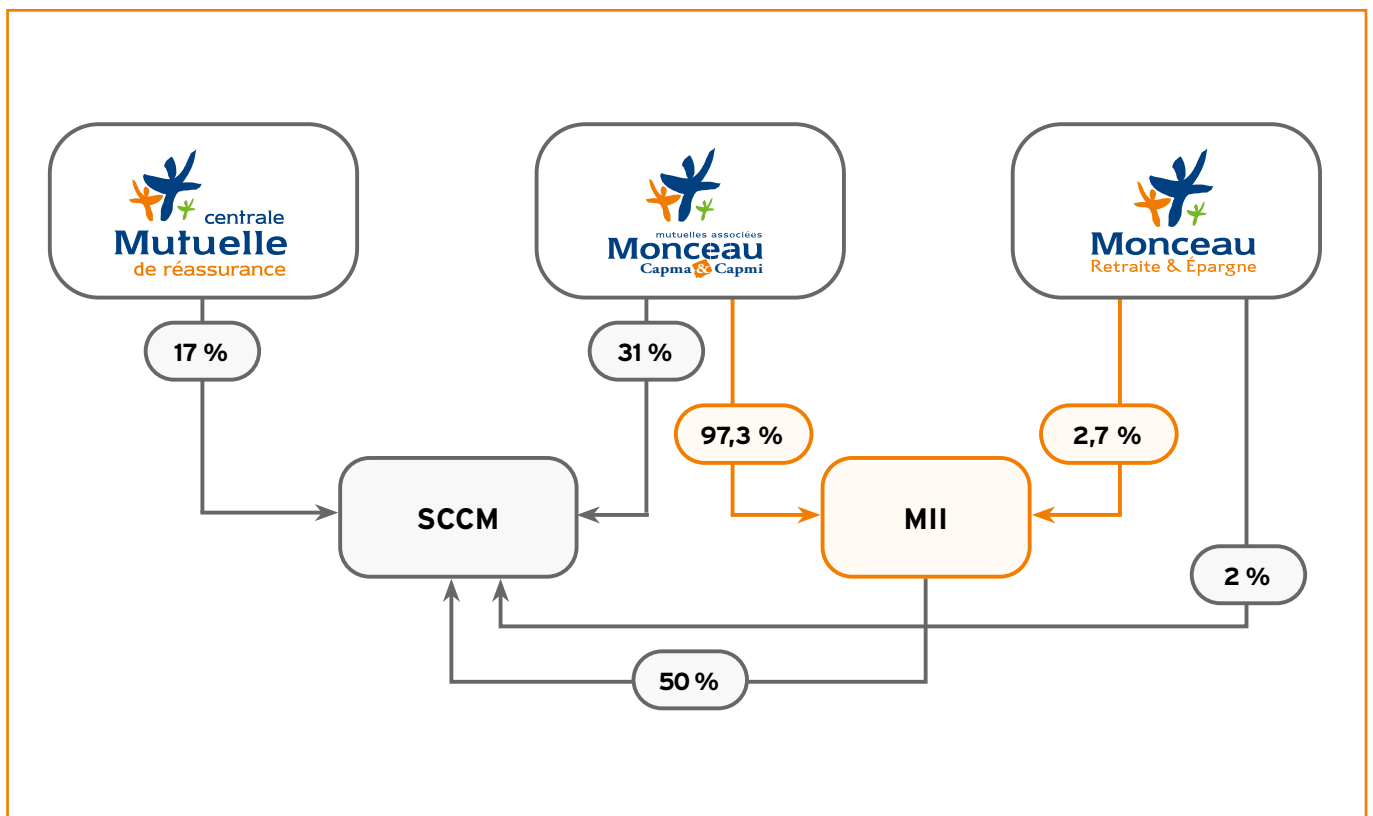 centrale
Mutuelle
de réassurance
mutuelles associées
Monceau
Capma & Capmi
Monceau
Retraite & Épargne
17 %
31 %
97,3 %
2,7 %
SCCM
MII
2 %
50 %